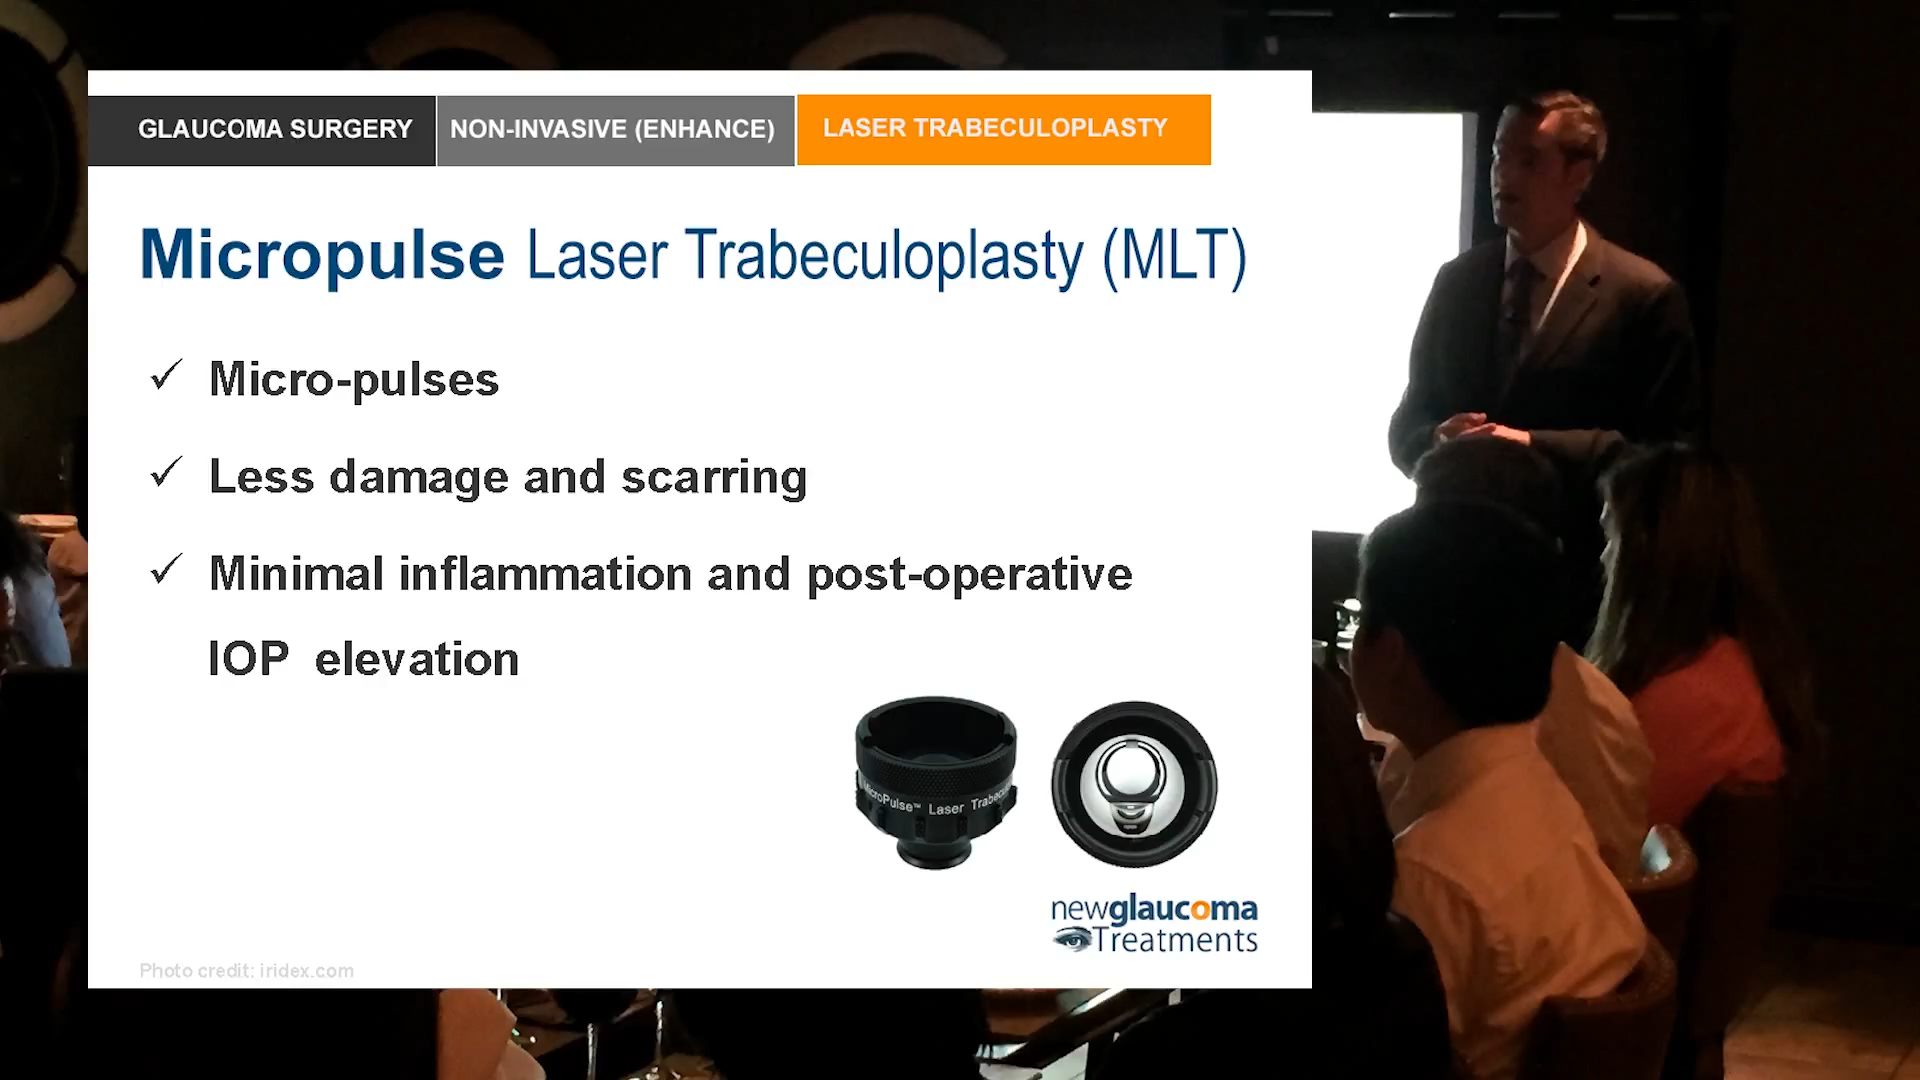 GLAUCOMA SURGERY
NON-INVASIVE (ENHANCE)
LASER TRABECULOPLASTY
Micropulse Laser Trabeculoplasty (MLT)
✓ Micro-pulses
✓ Less damage and scarring
✓ Minimal inflammation and post-operative
IOP elevation
MicroPulse™ Laser
newglaucoma
Treatments
Photo credit: iridex.com